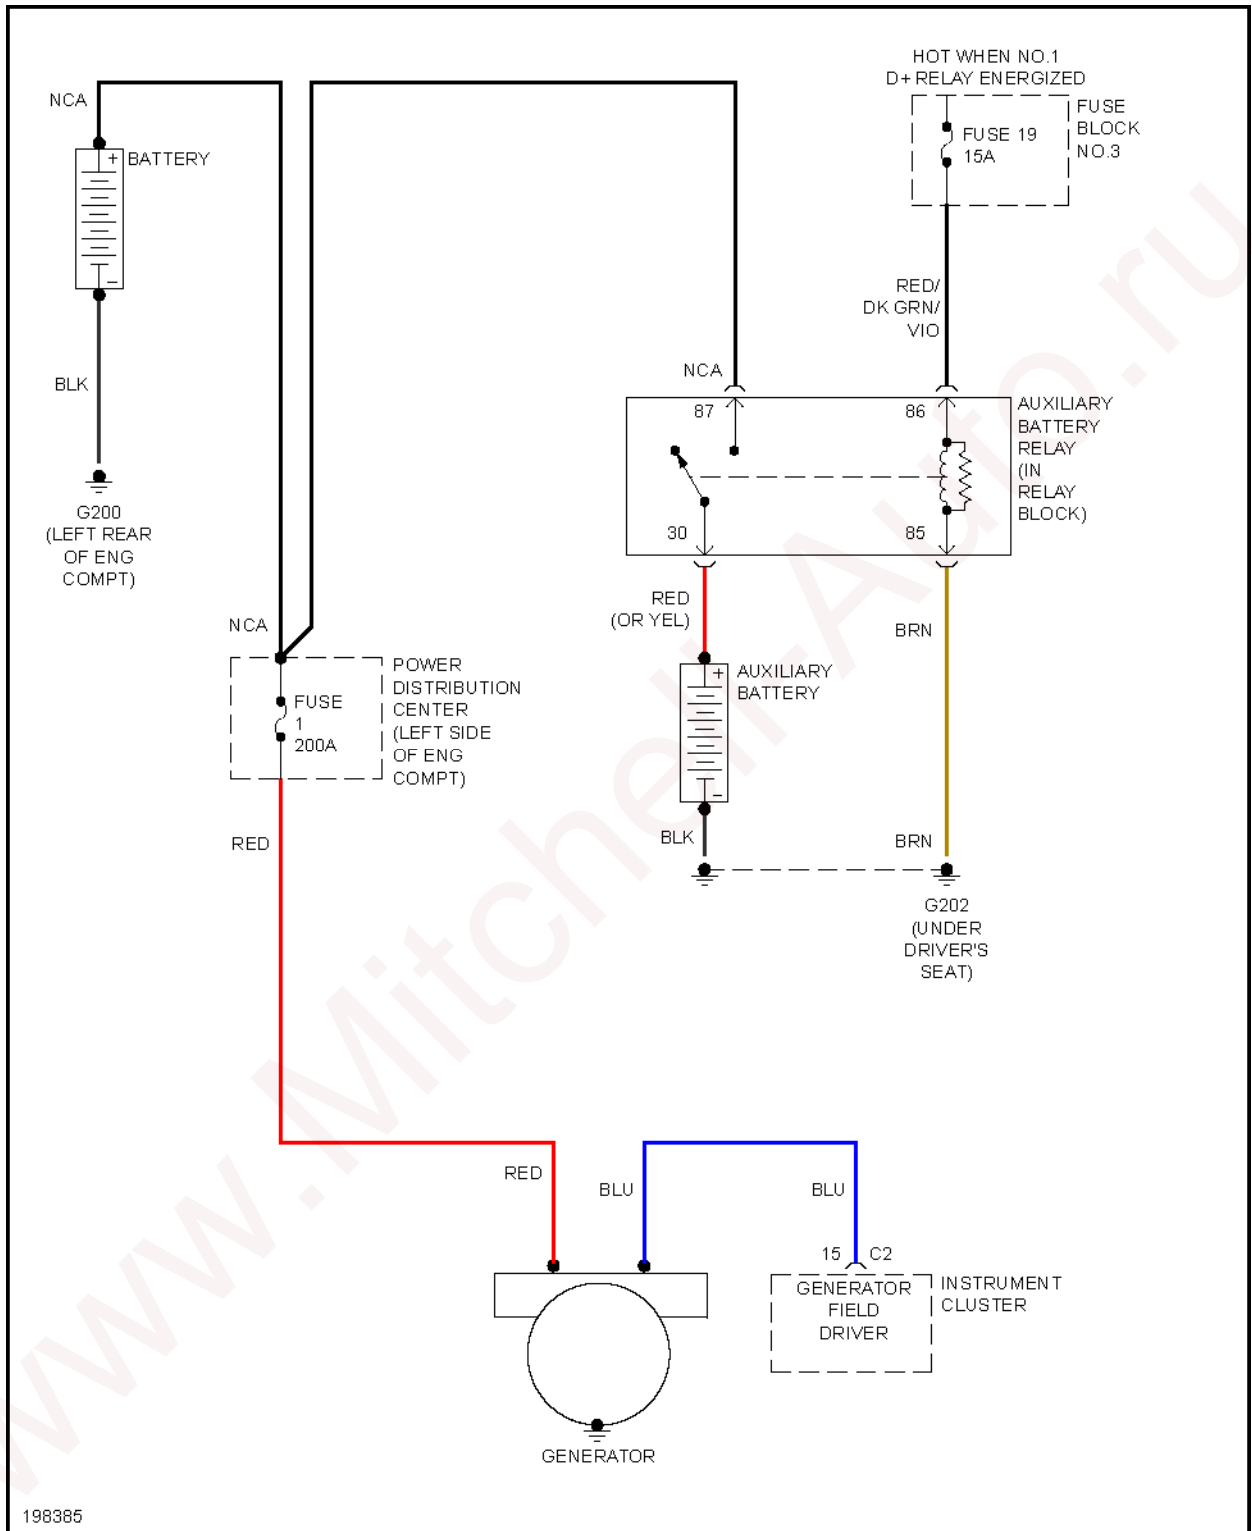 HOT WHEN NO.1
D+ RELAY ENERGIZED
NCA
FUSE
BLOCK
NO.3
FUSE 19
15A
+ BATTERY
-
RED/
DK GRN/
VIO
BLK
NCA
87
86
AUXILIARY
BATTERY
RELAY
(IN
RELAY
BLOCK)
30
85
G200
(LEFT REAR
OF ENG
COMPT)
RED
(OR YEL)
BRN
NCA
POWER
DISTRIBUTION
CENTER
(LEFT SIDE
OF ENG
COMPT)
FUSE
1
200A
+ AUXILIARY
BATTERY
-
RED
BLK
BRN
G202
(UNDER
DRIVER'S
SEAT)
RED
BLU
BLU
15 C2
GENERATOR
FIELD
DRIVER
INSTRUMENT
CLUSTER
GENERATOR
198385
www.Mitchell-Auto.ru